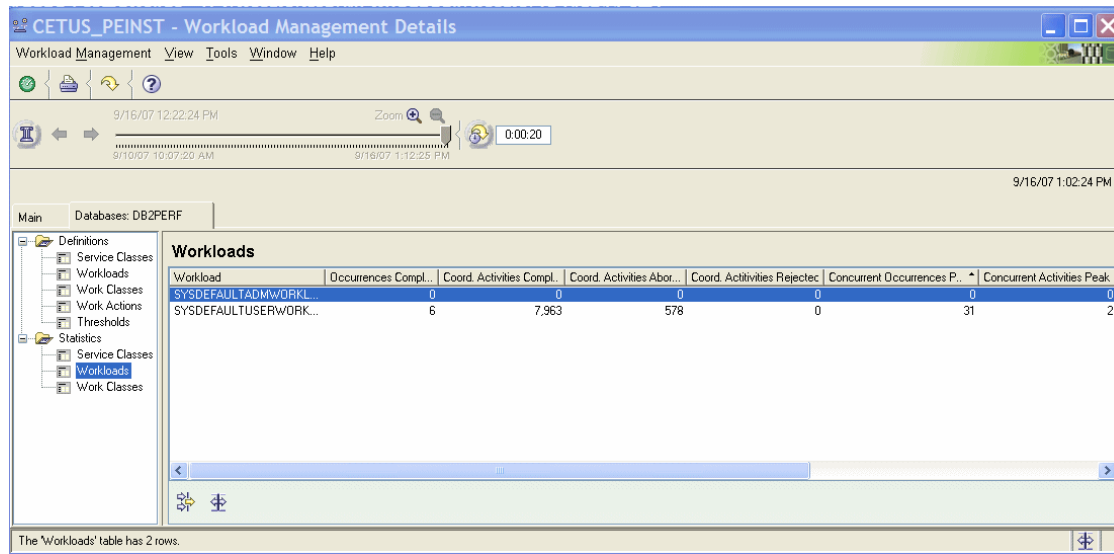 CETUS_PEINST - Workload Management Details
Workload Management View Tools Window Help
9/16/07 12:22:24 PM
Zoom
0:00:20
9/10/07 10:07:20 AM
9/16/07 1:12:25 PM
9/16/07 1:02:24 PM
Main
Databases: DB2PERF
Definitions
Service Classes
Workloads
Work Classes
Work Actions
Thresholds
Statistics
Service Classes
Workloads
Work Classes
Workloads
Workload Occurrences Compl... Coord. Activities Compl.. Coord. Activities Abor... Coord. Actitivities Rejectec Concurrent Occurrences P... Concurrent Activities Peak
SYSDEFAULTADMWORKL... 0 0 0 0 0 0
SYSDEFAULTUSERWORK... 6 7,963 578 0 31 2
The 'Workloads' table has 2 rows.